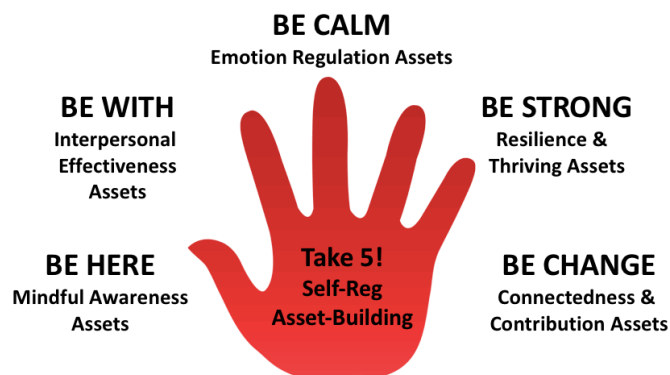 BE CALM
Emotion Regulation Assets
BE WITH
Interpersonal
Effectiveness
Assets
BE STRONG
Resilience &
Thriving Assets
BE HERE
Mindful Awareness
Assets
Take 5!
Self-Reg
Asset-Building
BE CHANGE
Connectedness &
Contribution Assets